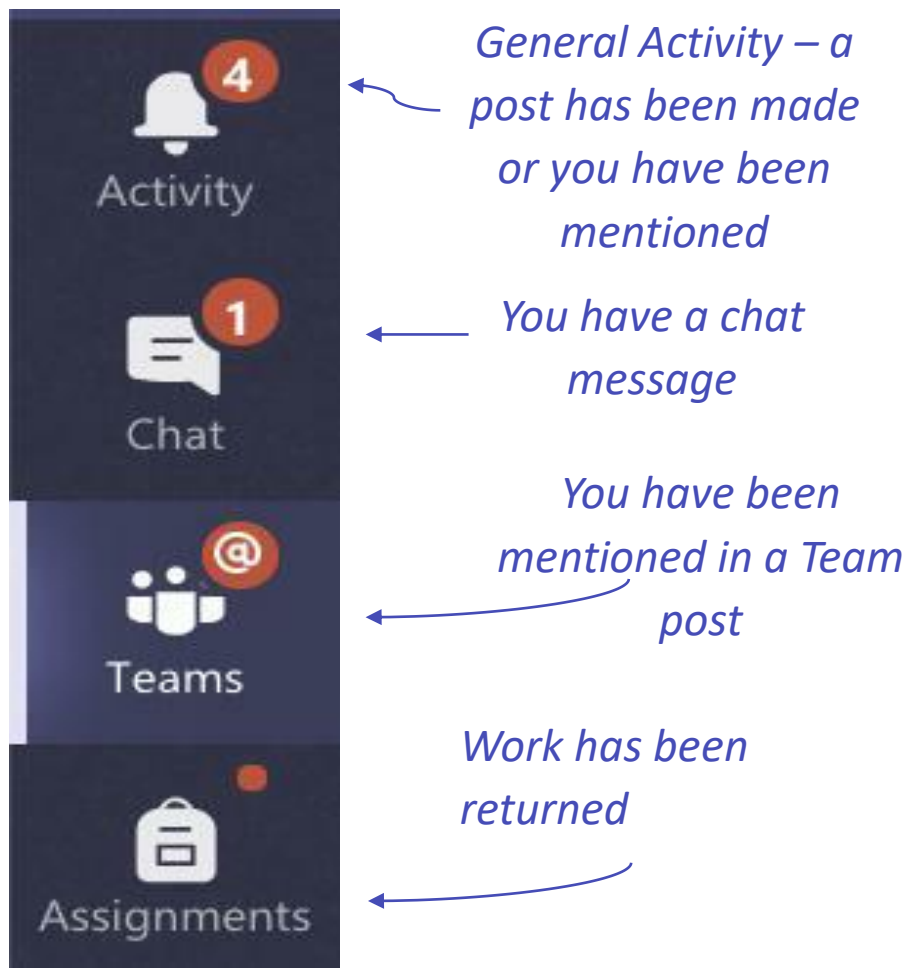 4
Activity
General Activity – a
post has been made
or you have been
mentioned
1
Chat
You have a chat
message
@
Teams
You have been
mentioned in a Team
post
Assignments
Work has been
returned